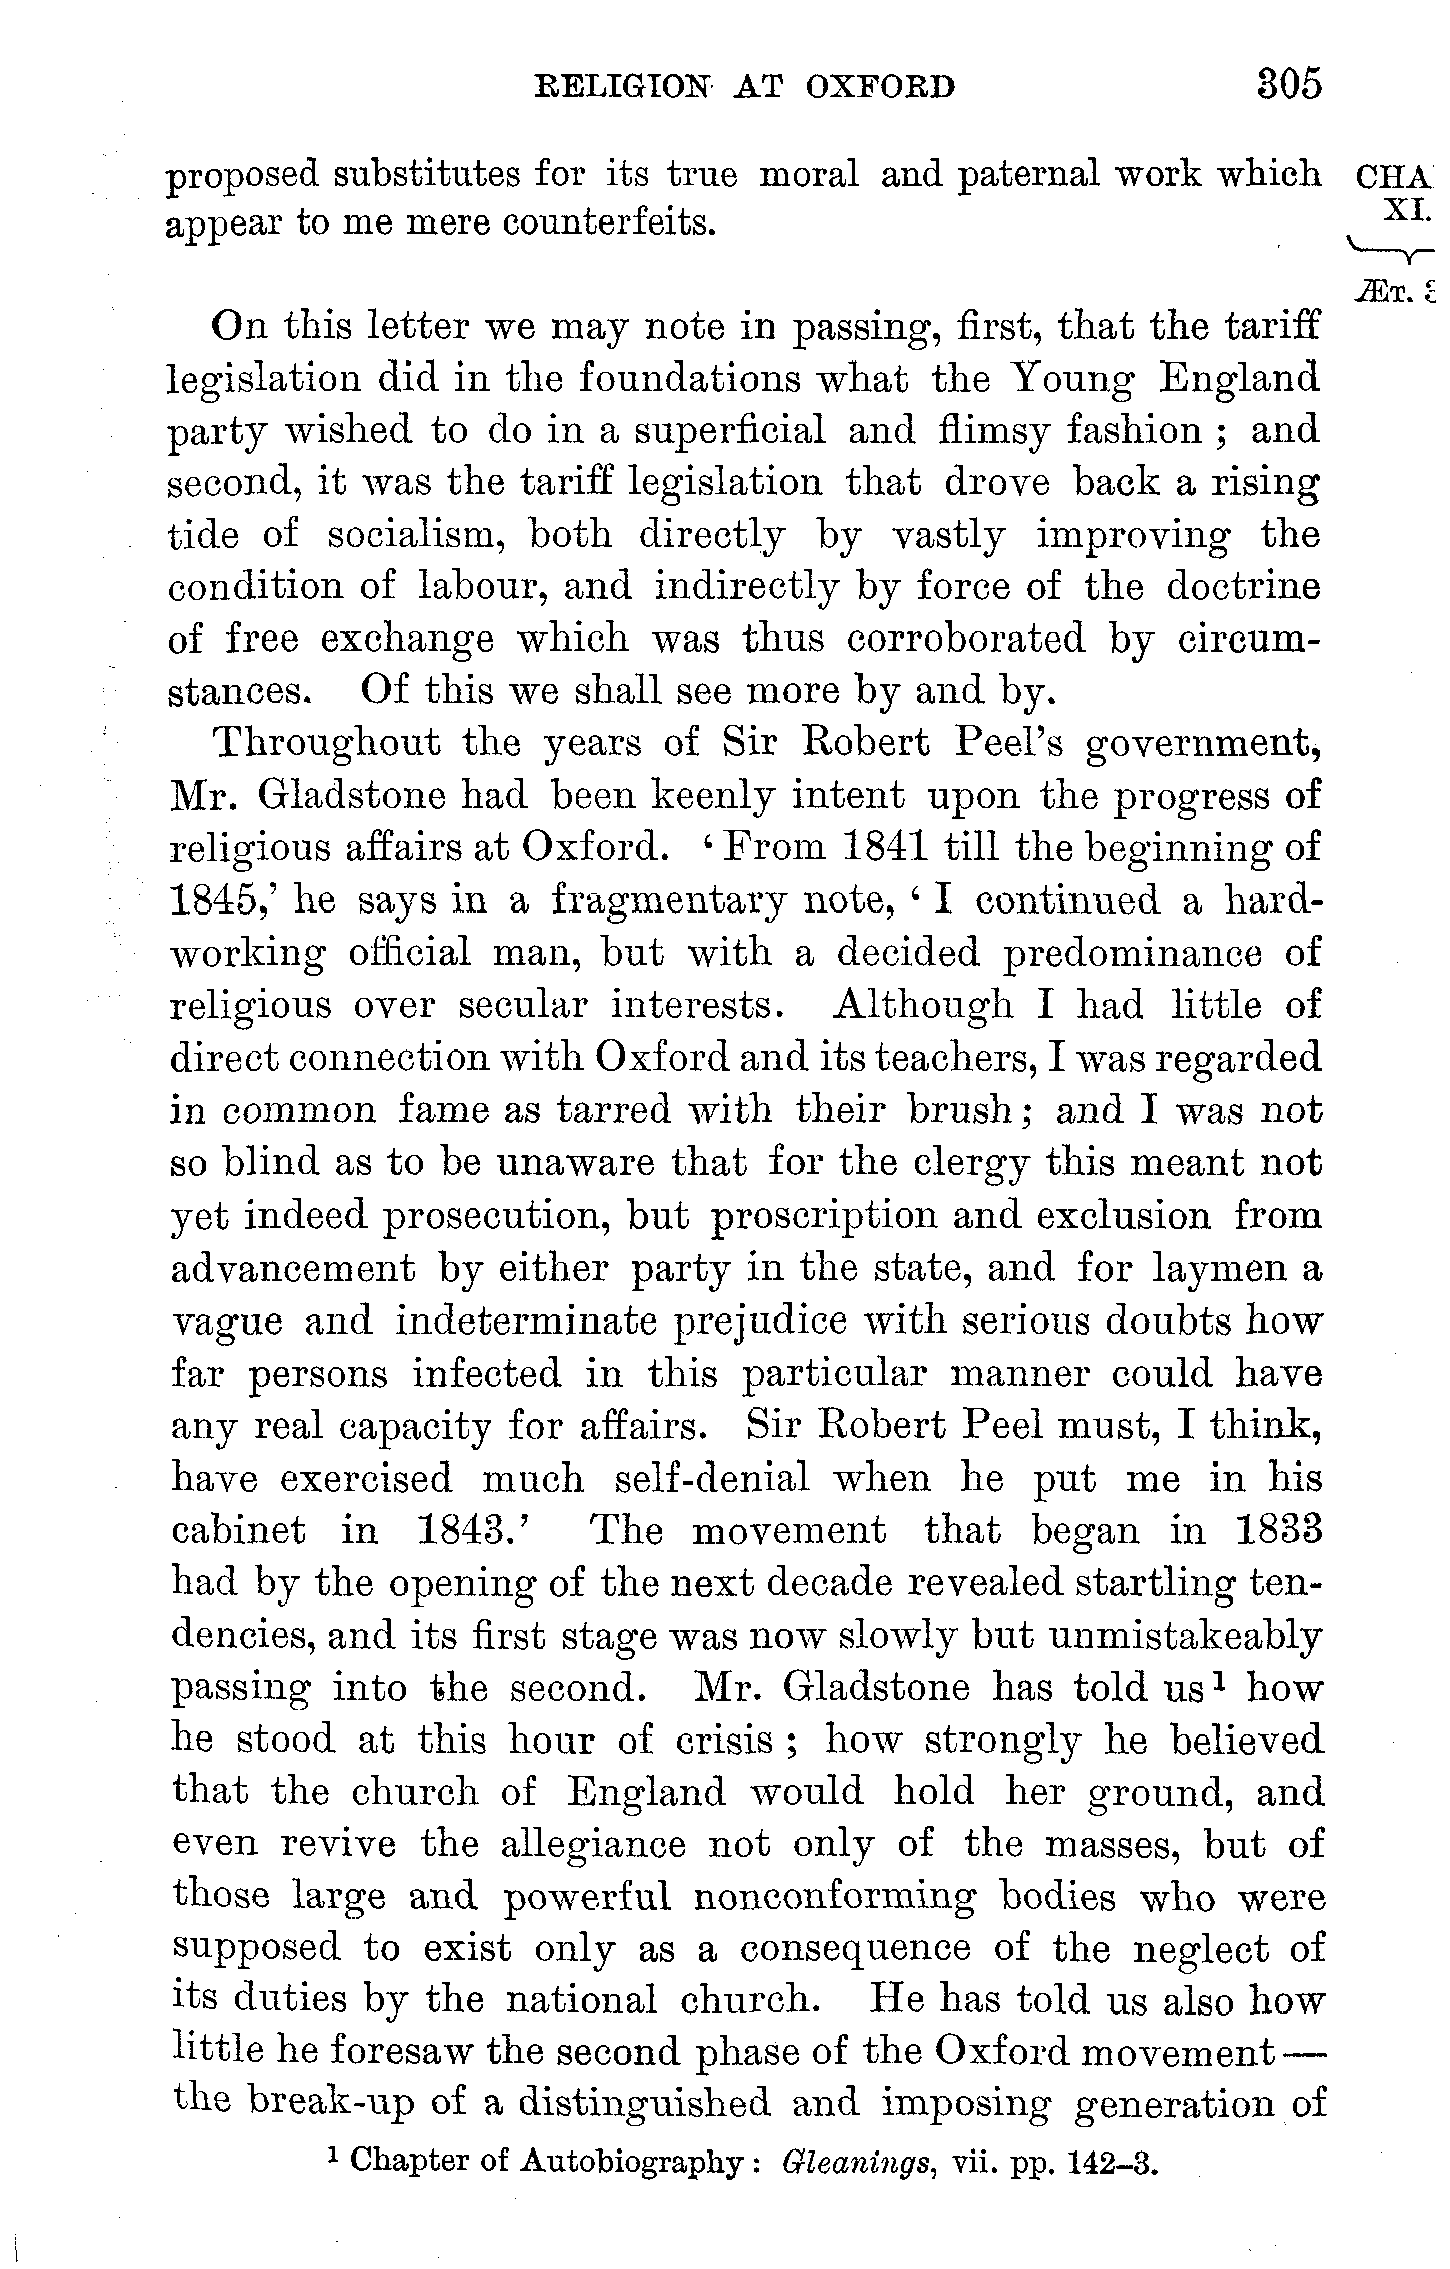 RELIGION AT OXFORD 305
proposed substitutes for its true moral and paternal work which
appear to me mere counterfeits.
CHA
XI.
ÆT.
On this letter we may note in passing, first, that the tariff
legislation did in the foundations what the Young England
party wished to do in a superficial and flimsy fashion ; and
second, it was the tariff legislation that drove back a rising
tide of socialism, both directly by vastly improving the
condition of labour, and indirectly by force of the doctrine
of free exchange which was thus corroborated by circum-
stances. Of this we shall see more by and by.
Throughout the years of Sir Robert Peel's government,
Mr. Gladstone had been keenly intent upon the progress of
religious affairs at Oxford. ‘ From 1841 till the beginning of
1845,’ he says in a fragmentary note, ‘ I continued a hard-
working official man, but with a decided predominance of
religious over secular interests. Although I had little of
direct connection with Oxford and its teachers, I was regarded
in common fame as tarred with their brush ; and I was not
so blind as to be unaware that for the clergy this meant not
yet indeed prosecution, but proscription and exclusion from
advancement by either party in the state, and for laymen a
vague and indeterminate prejudice with serious doubts how
far persons infected in this particular manner could have
any real capacity for affairs. Sir Robert Peel must, I think,
have exercised much self-denial when he put me in his
cabinet in 1843.’ The movement that began in 1833
had by the opening of the next decade revealed startling ten-
dencies, and its first stage was now slowly but unmistakeably
passing into the second. Mr. Gladstone has told us¹ how
he stood at this hour of crisis ; how strongly he believed
that the church of England would hold her ground, and
even revive the allegiance not only of the masses, but of
those large and powerful nonconforming bodies who were
supposed to exist only as a consequence of the neglect of
its duties by the national church. He has told us also how
little he foresaw the second phase of the Oxford movement—
the break-up of a distinguished and imposing generation of
¹ Chapter of Autobiography : Gleanings, vii. pp. 142–3.